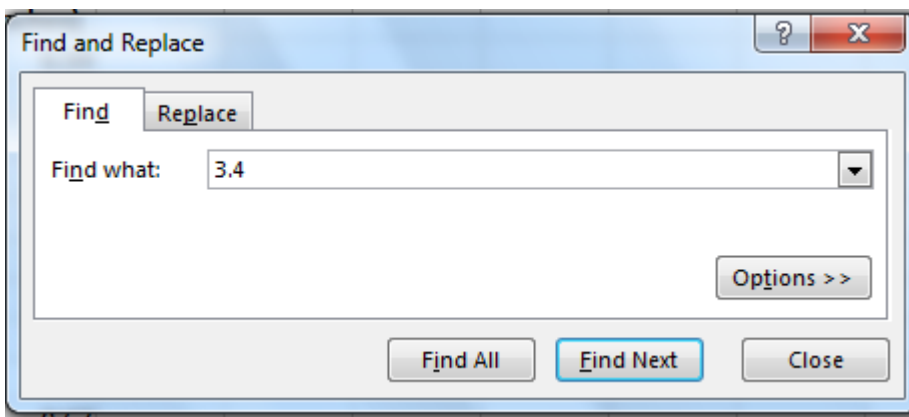 Find and Replace
?
X
Find Replace
Find what: 3.4
Options >>
Find All Find Next Close